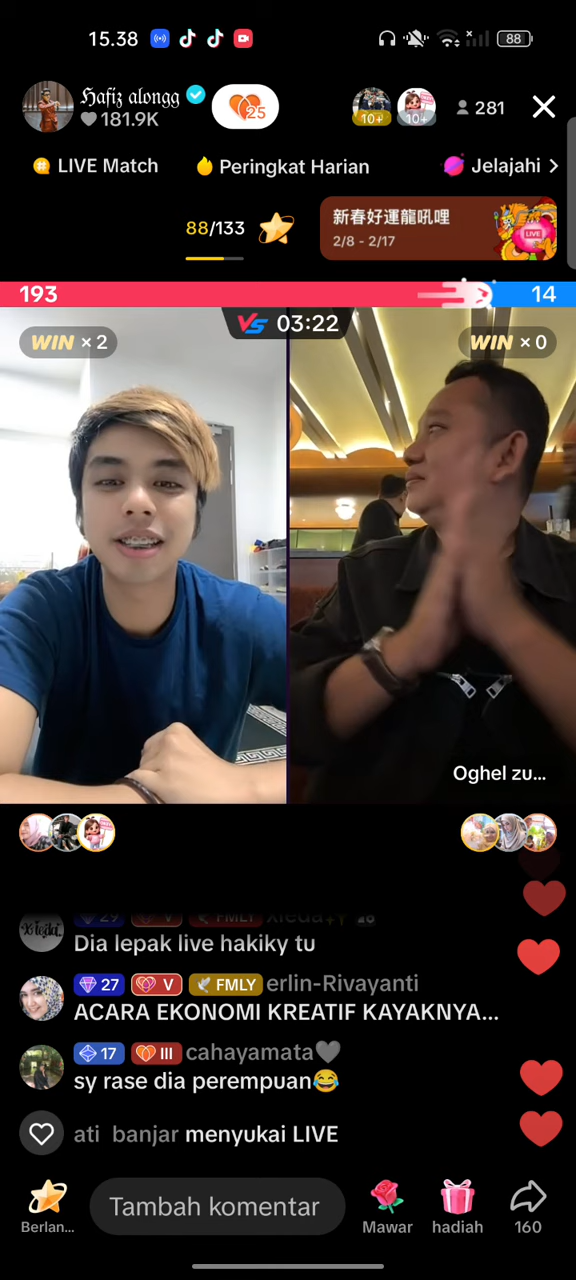 15.38
88
Hafiz alongg
181.9K
25
10+
10+
281
LIVE Match
Peringkat Harian
Jelajahi
88/133
新春好運龍吼哩
2/8 - 2/17
LIVE
193
14
VS 03:22
WIN × 2
WIN × 0
Oghel zu...
29 V FMLY
Dia lepak live hakiky tu
27 V FMLY erlin-Rivayanti
ACARA EKONOMI KREATIF KAYAKNYA...
17 III cahayamata🖤
sy rase dia perempuan😂
ati banjar menyukai LIVE
Berlan...
Tambah komentar
Mawar
hadiah
160